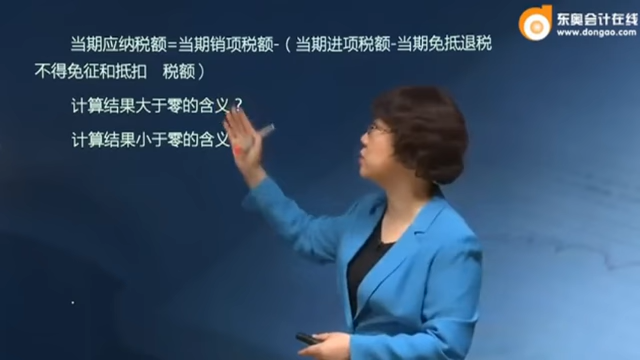 东奥会计在线
www.dongao.com
当期应纳税额=当期销项税额-（当期进项税额-当期免抵退税
不得免征和抵扣 税额）
计算结果大于零的含义？
计算结果小于零的含义